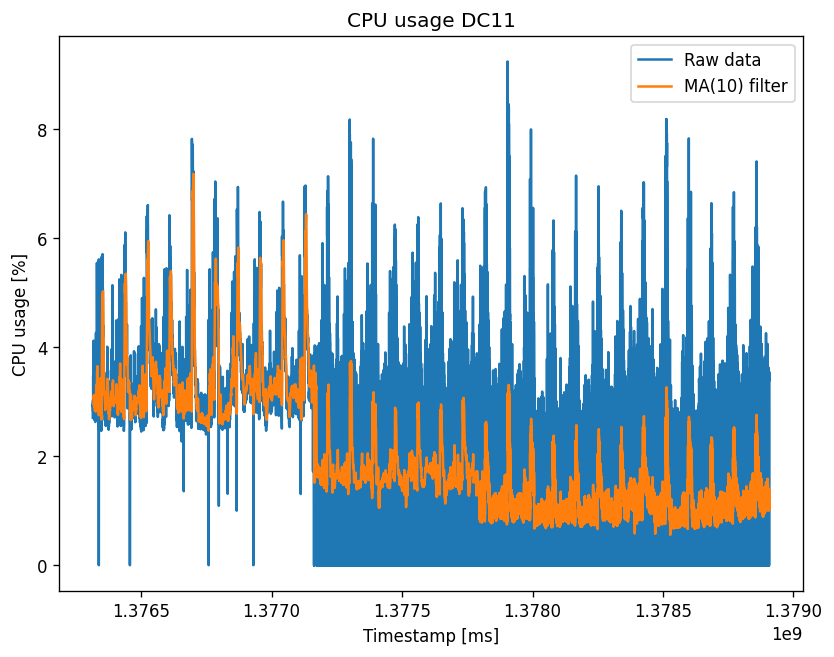 CPU usage DC11
Raw data
MA(10) filter
CPU usage [%]
8
6
4
2
0
1.3765 1.3770 1.3775 1.3780 1.3785 1.3790
1e9
Timestamp [ms]